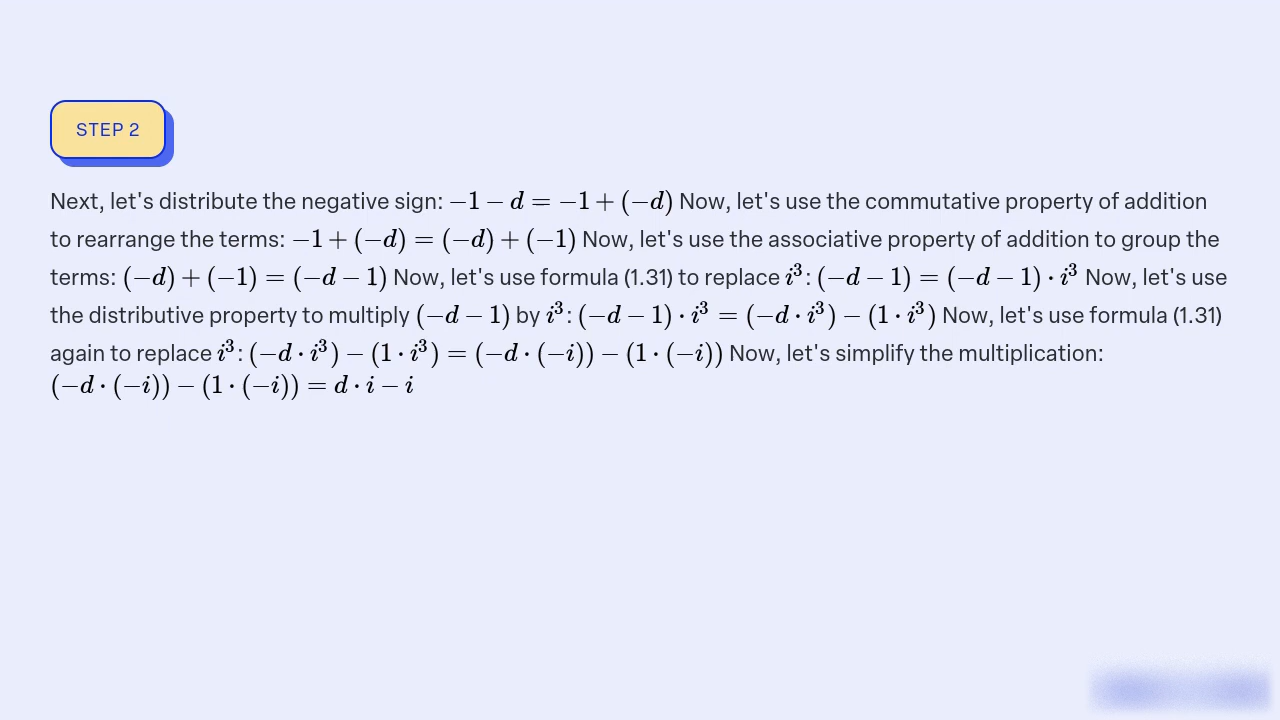 STEP 2
Next, let's distribute the negative sign: −1 − d = −1 + (−d) Now, let's use the commutative property of addition
to rearrange the terms: −1 + (−d) = (−d) + (−1) Now, let's use the associative property of addition to group the
terms: (−d) + (−1) = (−d − 1) Now, let's use formula (1.31) to replace i³: (−d − 1) = (−d − 1) · i³ Now, let's use
the distributive property to multiply (−d − 1) by i³: (−d − 1) · i³ = (−d · i³) − (1 · i³) Now, let's use formula (1.31)
again to replace i³: (−d · i³) − (1 · i³) = (−d · (−i)) − (1 · (−i)) Now, let's simplify the multiplication:
(−d · (−i)) − (1 · (−i)) = d · i − i